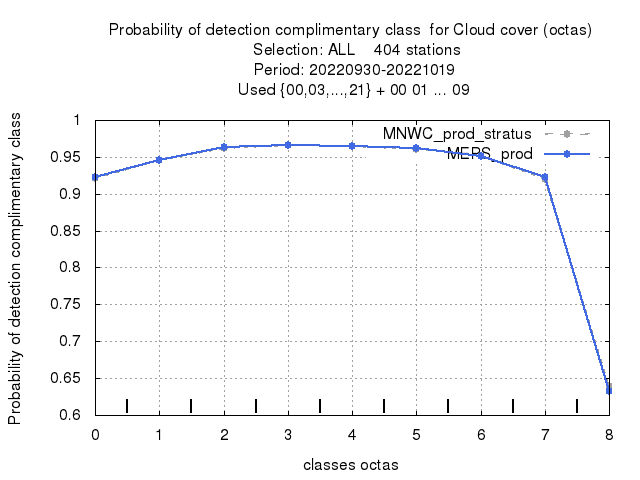 Probability of detection complimentary class  for Cloud cover (octas)
Selection: ALL    404 stations
Period: 20220930-20221019
Used {00,03,...,21} + 00 01 ... 09
Probability of detection complimentary class
1
0.95
0.9
0.85
0.8
0.75
0.7
0.65
0.6
MNWC_prod_stratus
MEPS_prod
0 1 2 3 4 5 6 7 8
classes octas